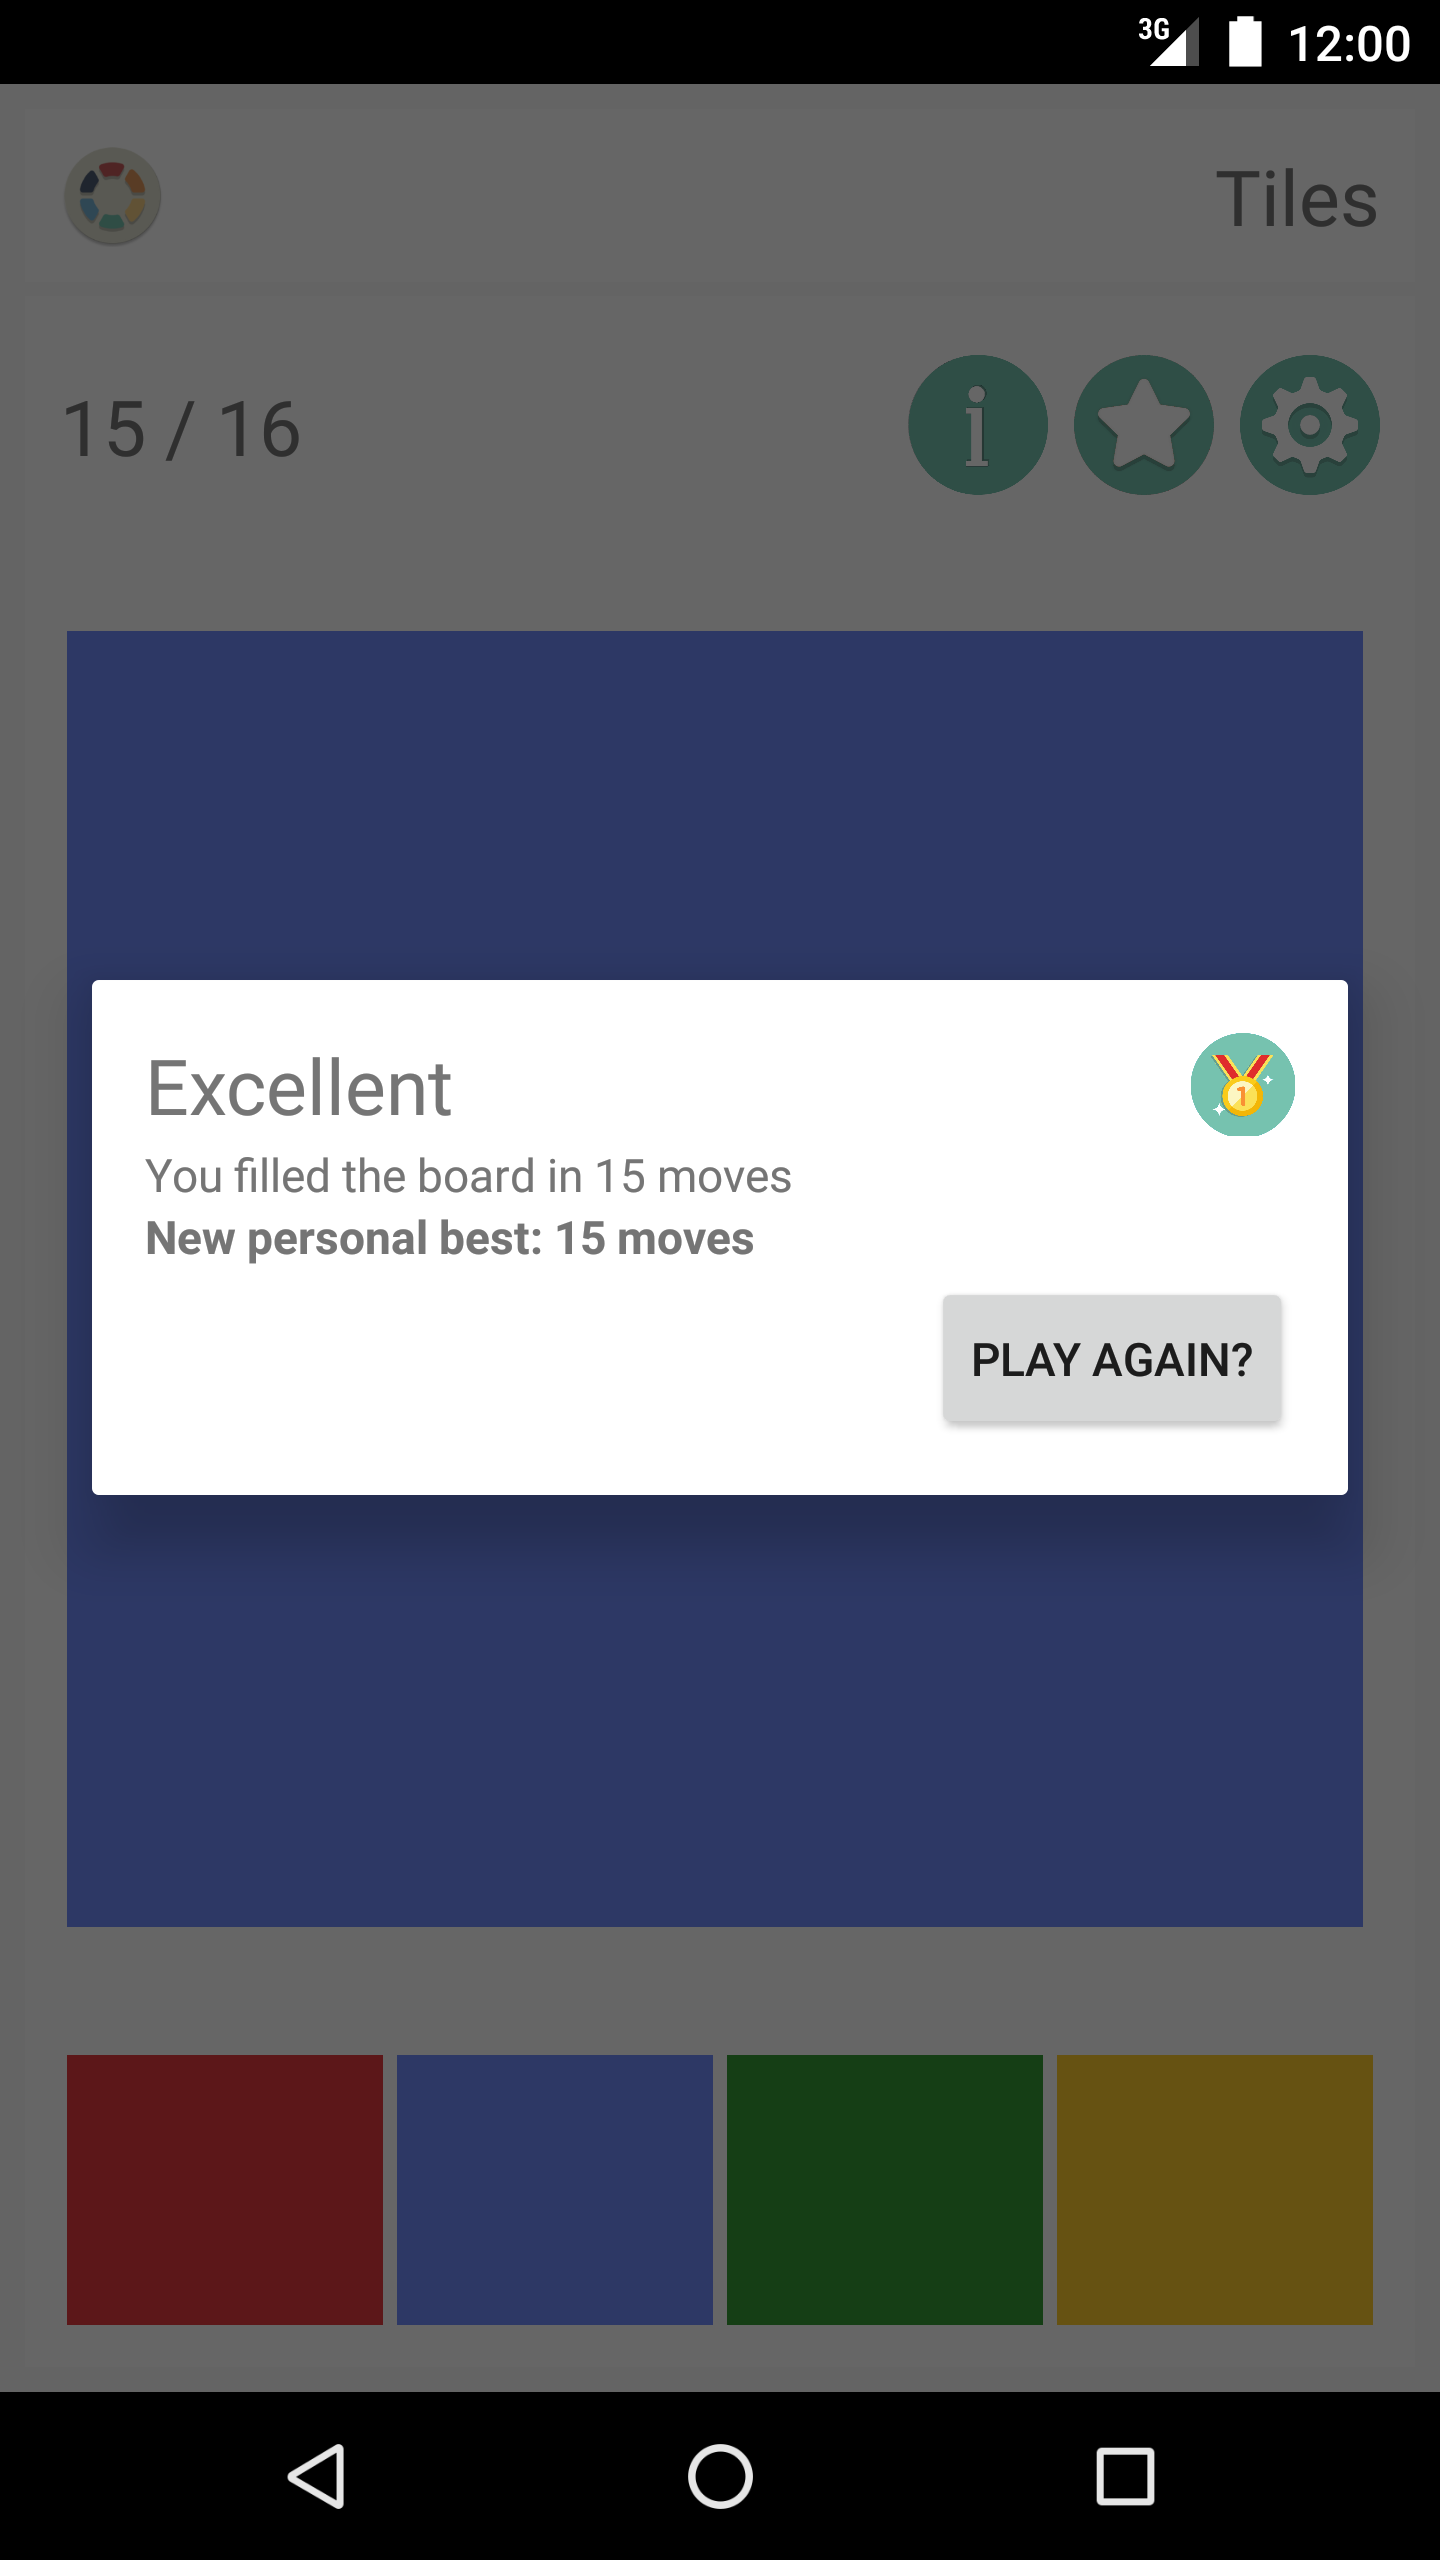 3G 12:00
Tiles
15 / 16
Excellent
You filled the board in 15 moves
New personal best: 15 moves
PLAY AGAIN?